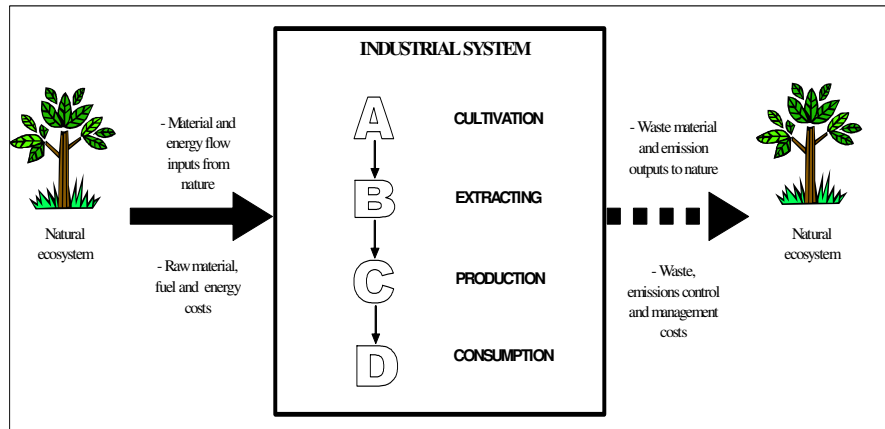 INDUSTRIAL SYSTEM
- Material and
energy flow
inputs from
nature
Natural
ecosystem
- Raw material,
fuel and energy
costs
A
CULTIVATION
B
EXTRACTING
C
PRODUCTION
D
CONSUMPTION
- Waste material
and emission
outputs to nature
- Waste,
emissions control
and management
costs
Natural
ecosystem